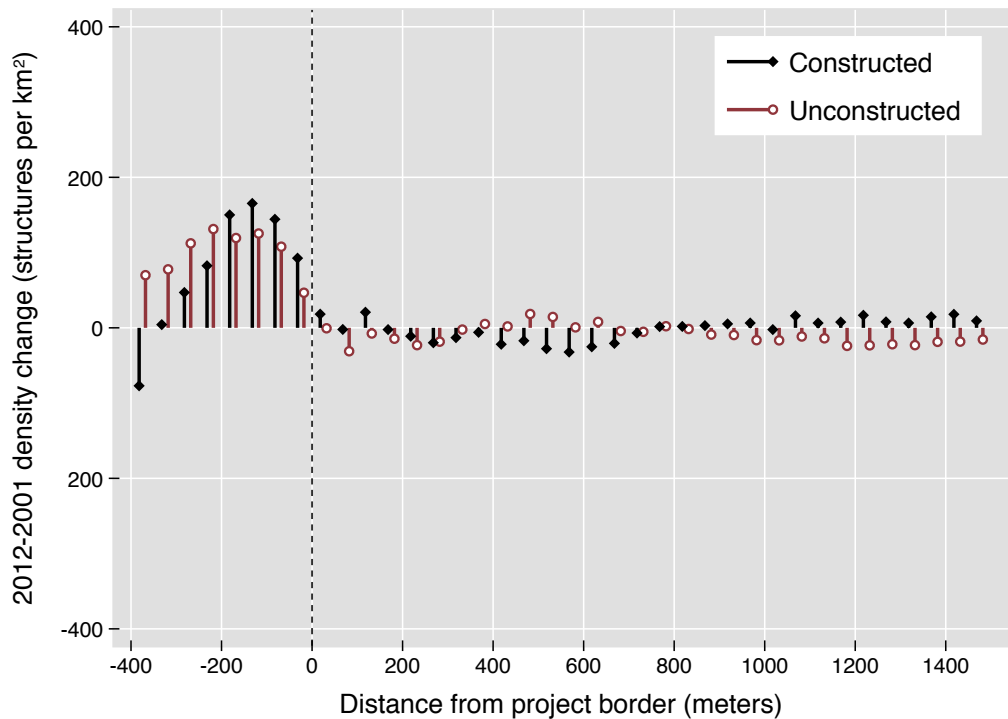 400
200
0
200
-400
2012-2001 density change (structures per km²)
Constructed
Unconstructed
-400 -200 0 200 400 600 800 1000 1200 1400
Distance from project border (meters)